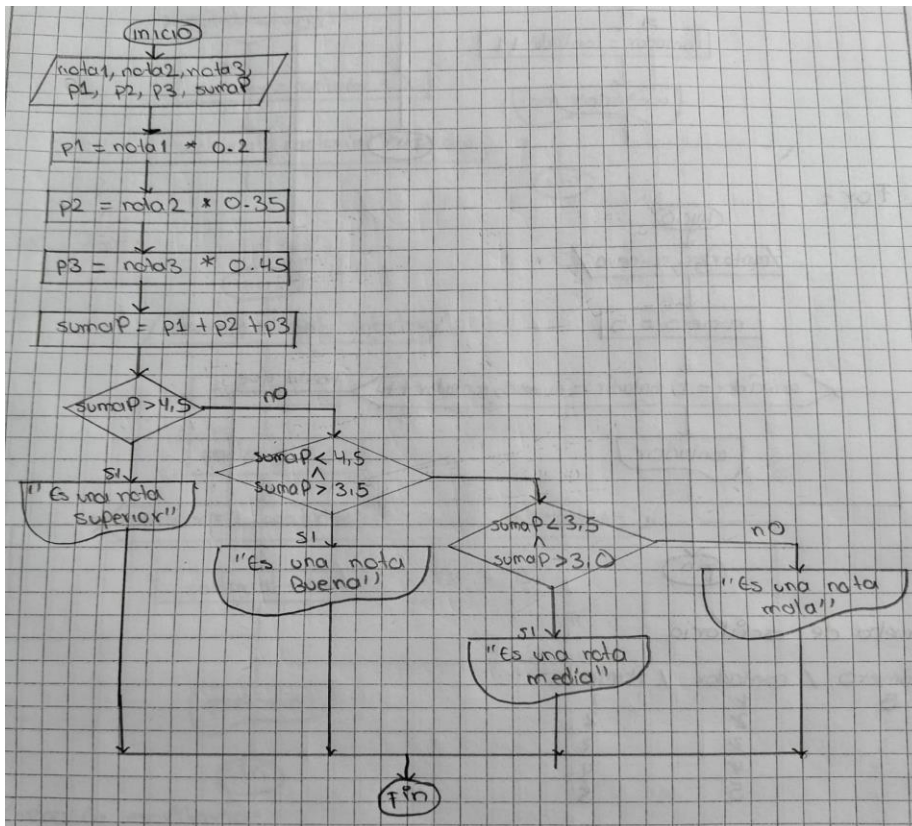 inicio
nota1, nota2, nota3,
p1, p2, p3, sumaP
p1 = nota1 * 0.2
p2 = nota2 * 0.35
p3 = nota3 * 0.45
sumaP = p1 + p2 + p3
sumaP > 4,5
no
si
"Es una nota
superior"
sumaP < 4,5
^
sumaP > 3,5
si
"Es una nota
Buena"
sumaP < 3,5
^
sumaP > 3,0
no
si
"Es una nota
media"
"Es una nota
mala"
Fin